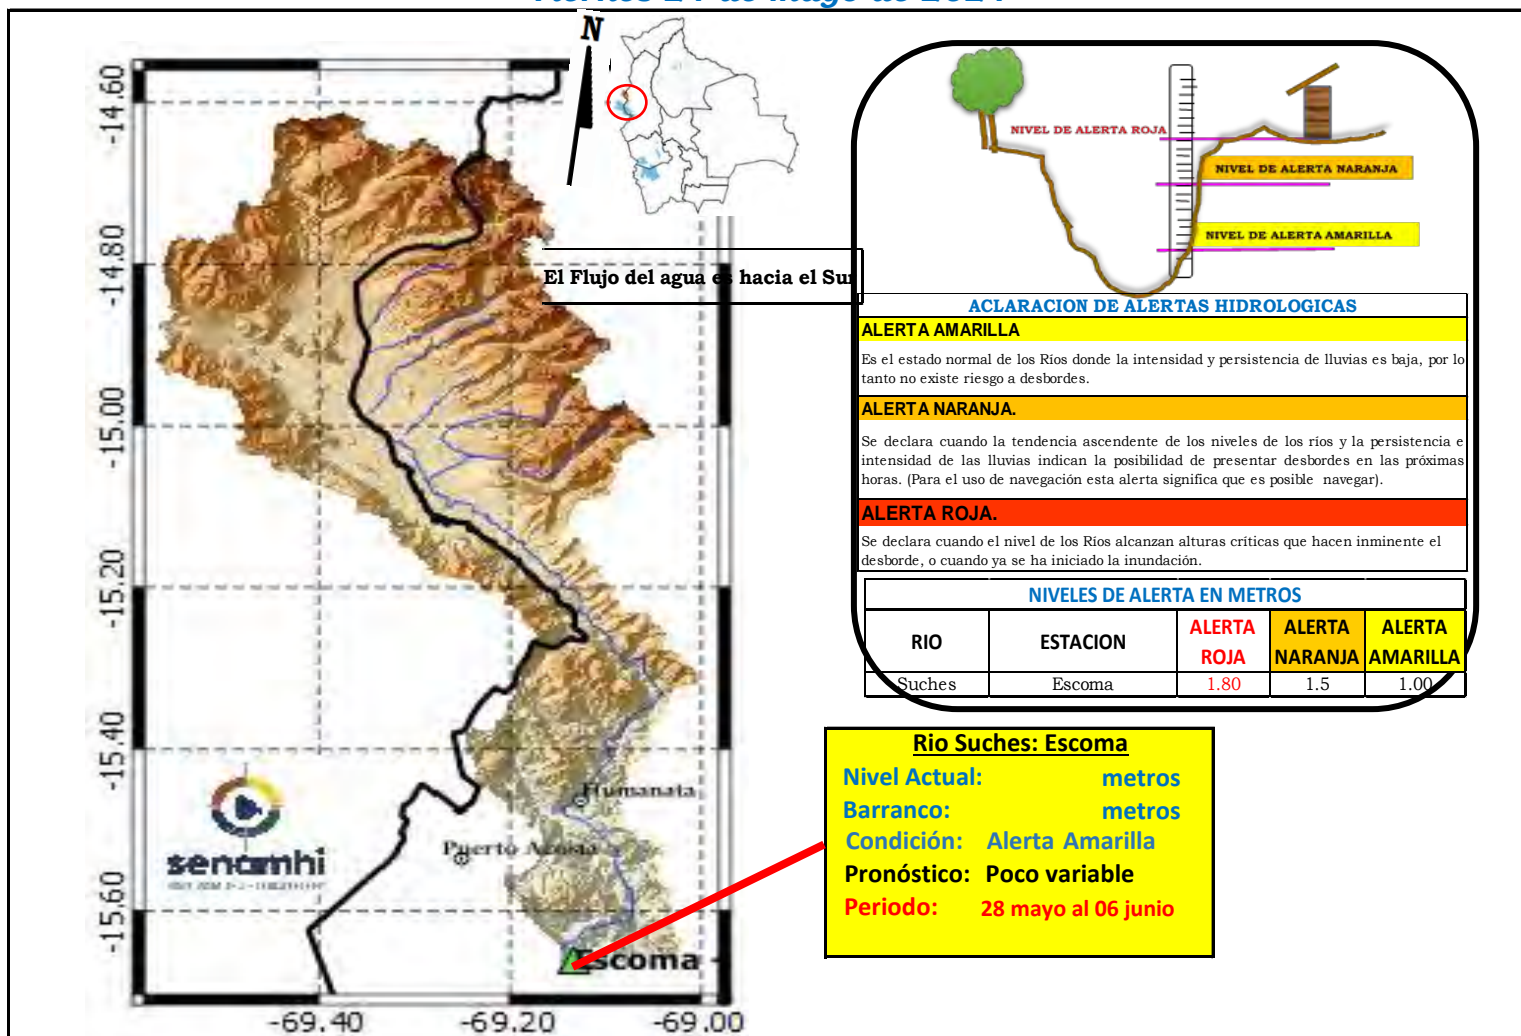 N
-14.60
-14.80
-15.00
-15.20
-15.40
-15.60
-69.40
-69.20
-69.00
El Flujo del agua es hacia el Sur
Humanata
Puerto Acosta
Escoma
senamhi
NIVEL DE ALERTA ROJA
NIVEL DE ALERTA NARANJA
NIVEL DE ALERTA AMARILLA
ACLARACION DE ALERTAS HIDROLOGICAS
ALERTA AMARILLA
Es el estado normal de los Ríos donde la intensidad y persistencia de lluvias es baja, por lo
tanto no existe riesgo a desbordes.
ALERTA NARANJA.
Se declara cuando la tendencia ascendente de los niveles de los ríos y la persistencia e
intensidad de las lluvias indican la posibilidad de presentar desbordes en las próximas
horas. (Para el uso de navegación esta alerta significa que es posible navegar).
ALERTA ROJA.
Se declara cuando el nivel de los Ríos alcanzan alturas críticas que hacen inminente el
desborde, o cuando ya se ha iniciado la inundación.
NIVELES DE ALERTA EN METROS
RIO ESTACION ALERTA ROJA ALERTA NARANJA ALERTA AMARILLA
Suches Escoma 1.80 1.5 1.00
Rio Suches: Escoma
Nivel Actual: metros
Barranco: metros
Condición: Alerta Amarilla
Pronóstico: Poco variable
Periodo: 28 mayo al 06 junio